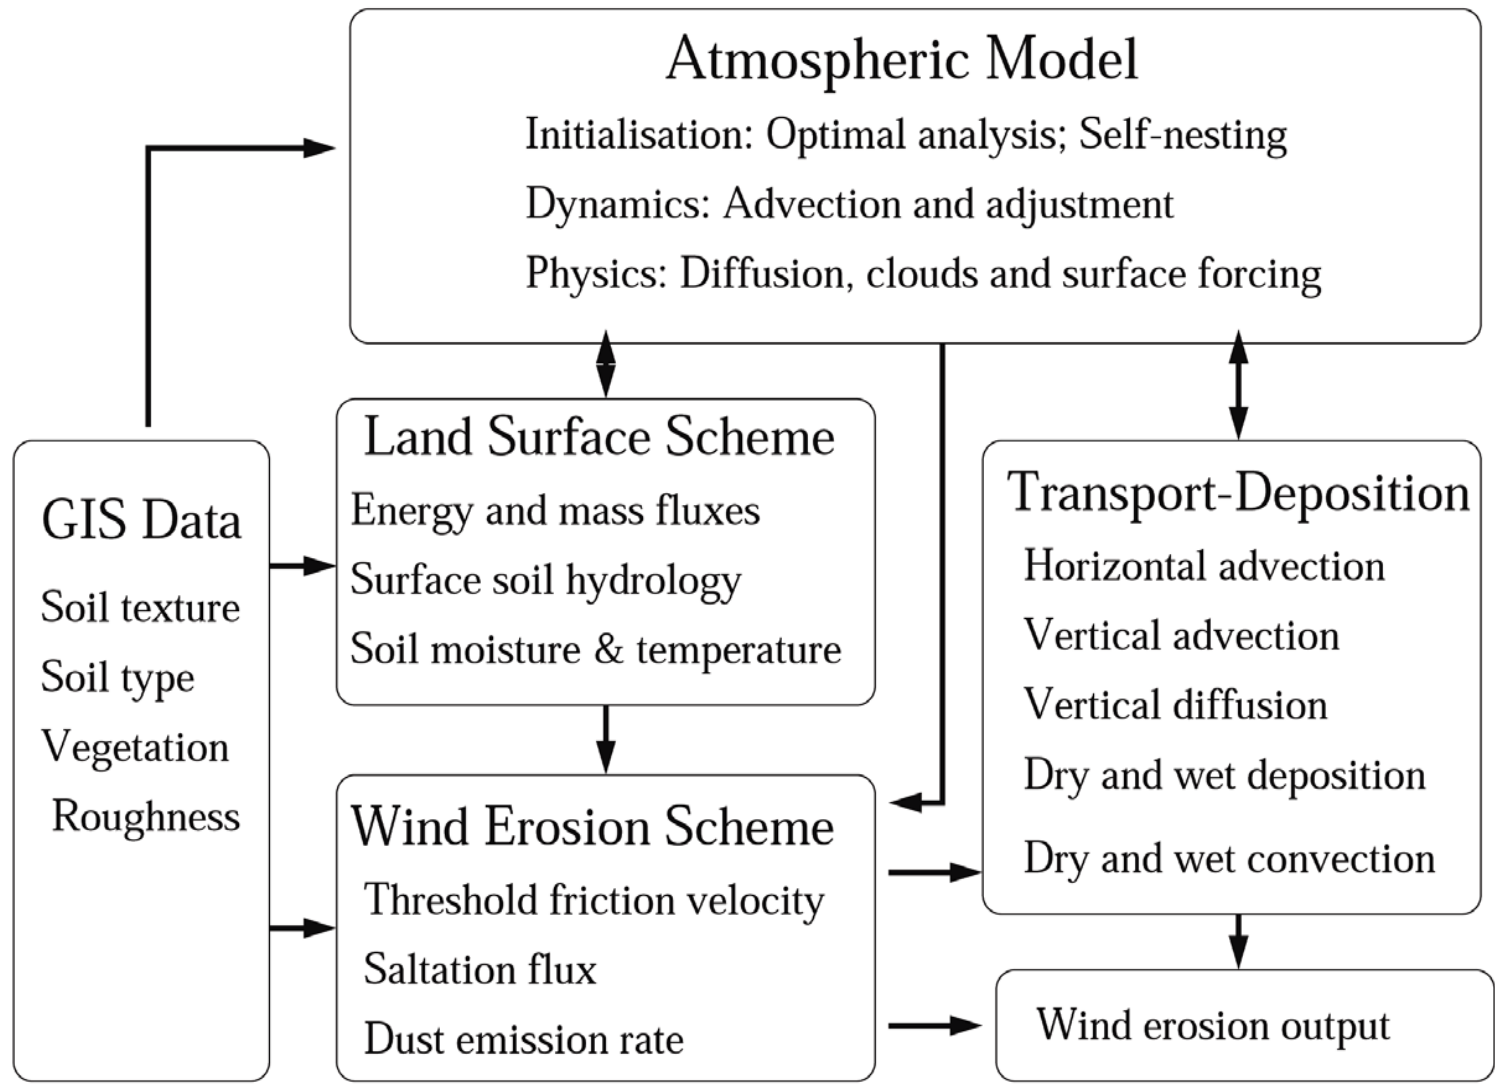 Atmospheric Model
Initialisation: Optimal analysis; Self-nesting
Dynamics: Advection and adjustment
Physics: Diffusion, clouds and surface forcing
GIS Data
Soil texture
Soil type
Vegetation
Roughness
Land Surface Scheme
Energy and mass fluxes
Surface soil hydrology
Soil moisture & temperature
Wind Erosion Scheme
Threshold friction velocity
Saltation flux
Dust emission rate
Transport-Deposition
Horizontal advection
Vertical advection
Vertical diffusion
Dry and wet deposition
Dry and wet convection
Wind erosion output